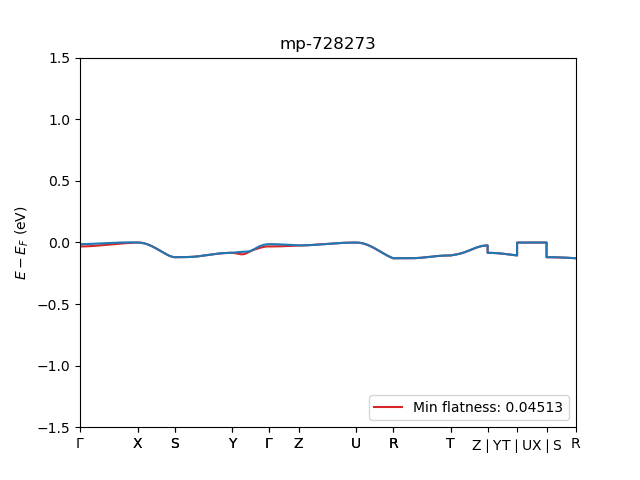 mp-728273
1.5
1.0
0.5
0.0
−0.5
−1.0
−1.5
E − E_F (eV)
Min flatness: 0.04513
Γ X S Y Γ Z U R T Z | YT | UX | S R